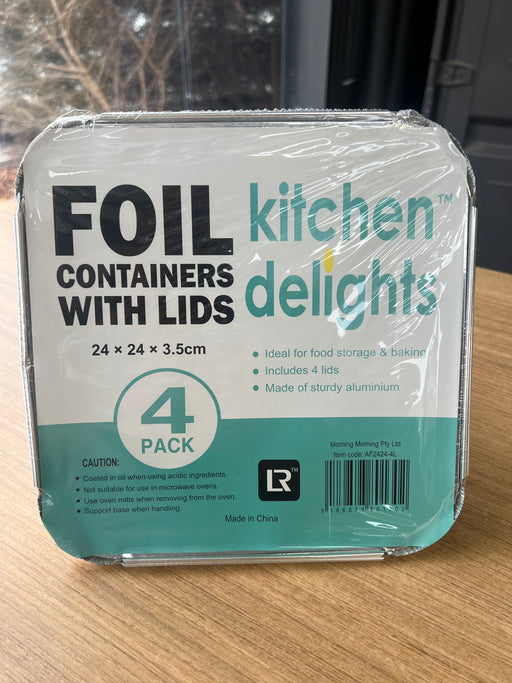 FOIL
CONTAINERS
WITH LIDS
24 × 24 × 3.5cm
kitchen™
delights
• Ideal for food storage & baking
• Includes 4 lids
• Made of sturdy aluminium
4
PACK
CAUTION:
• Coated in oil when using acidic ingredients.
• Not suitable for use in microwave ovens.
• Use oven mitts when removing from the oven.
• Support base when handling.
LR™
Made in China
Morning Morning Pty Ltd
Item code: AF2424-4L